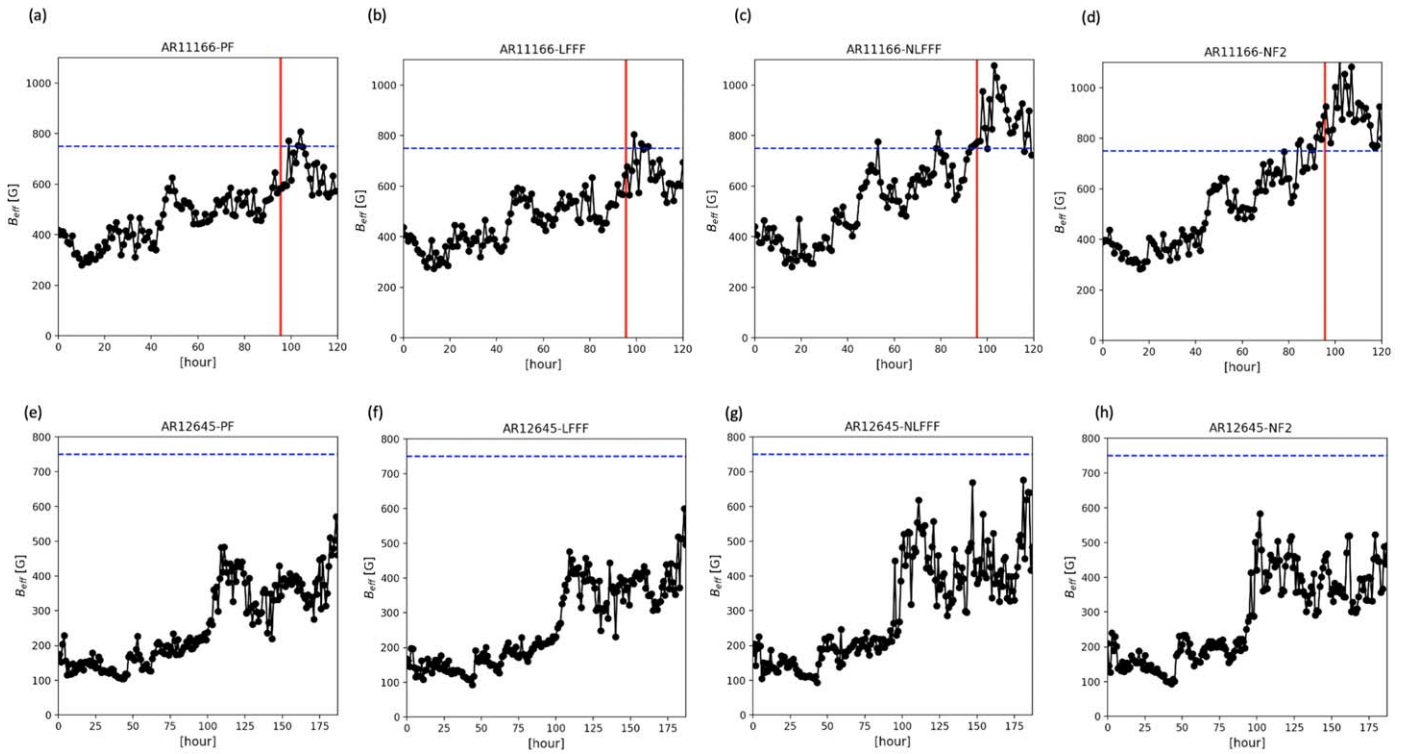 (a)
AR11166-PF
B_eff [G]
1000
800
600
400
200
0
0 20 40 60 80 100 120
[hour]
(b)
AR11166-LFFF
B_eff [G]
1000
800
600
400
200
0
0 20 40 60 80 100 120
[hour]
(c)
AR11166-NLFFF
B_eff [G]
1000
800
600
400
200
0
0 20 40 60 80 100 120
[hour]
(d)
AR11166-NF2
B_eff [G]
1000
800
600
400
200
0
0 20 40 60 80 100 120
[hour]
(e)
AR12645-PF
B_eff [G]
800
700
600
500
400
300
200
100
0
0 25 50 75 100 125 150 175
[hour]
(f)
AR12645-LFFF
B_eff [G]
800
700
600
500
400
300
200
100
0
0 25 50 75 100 125 150 175
[hour]
(g)
AR12645-NLFFF
B_eff [G]
800
700
600
500
400
300
200
100
0
0 25 50 75 100 125 150 175
[hour]
(h)
AR12645-NF2
B_eff [G]
800
700
600
500
400
300
200
100
0
0 25 50 75 100 125 150 175
[hour]